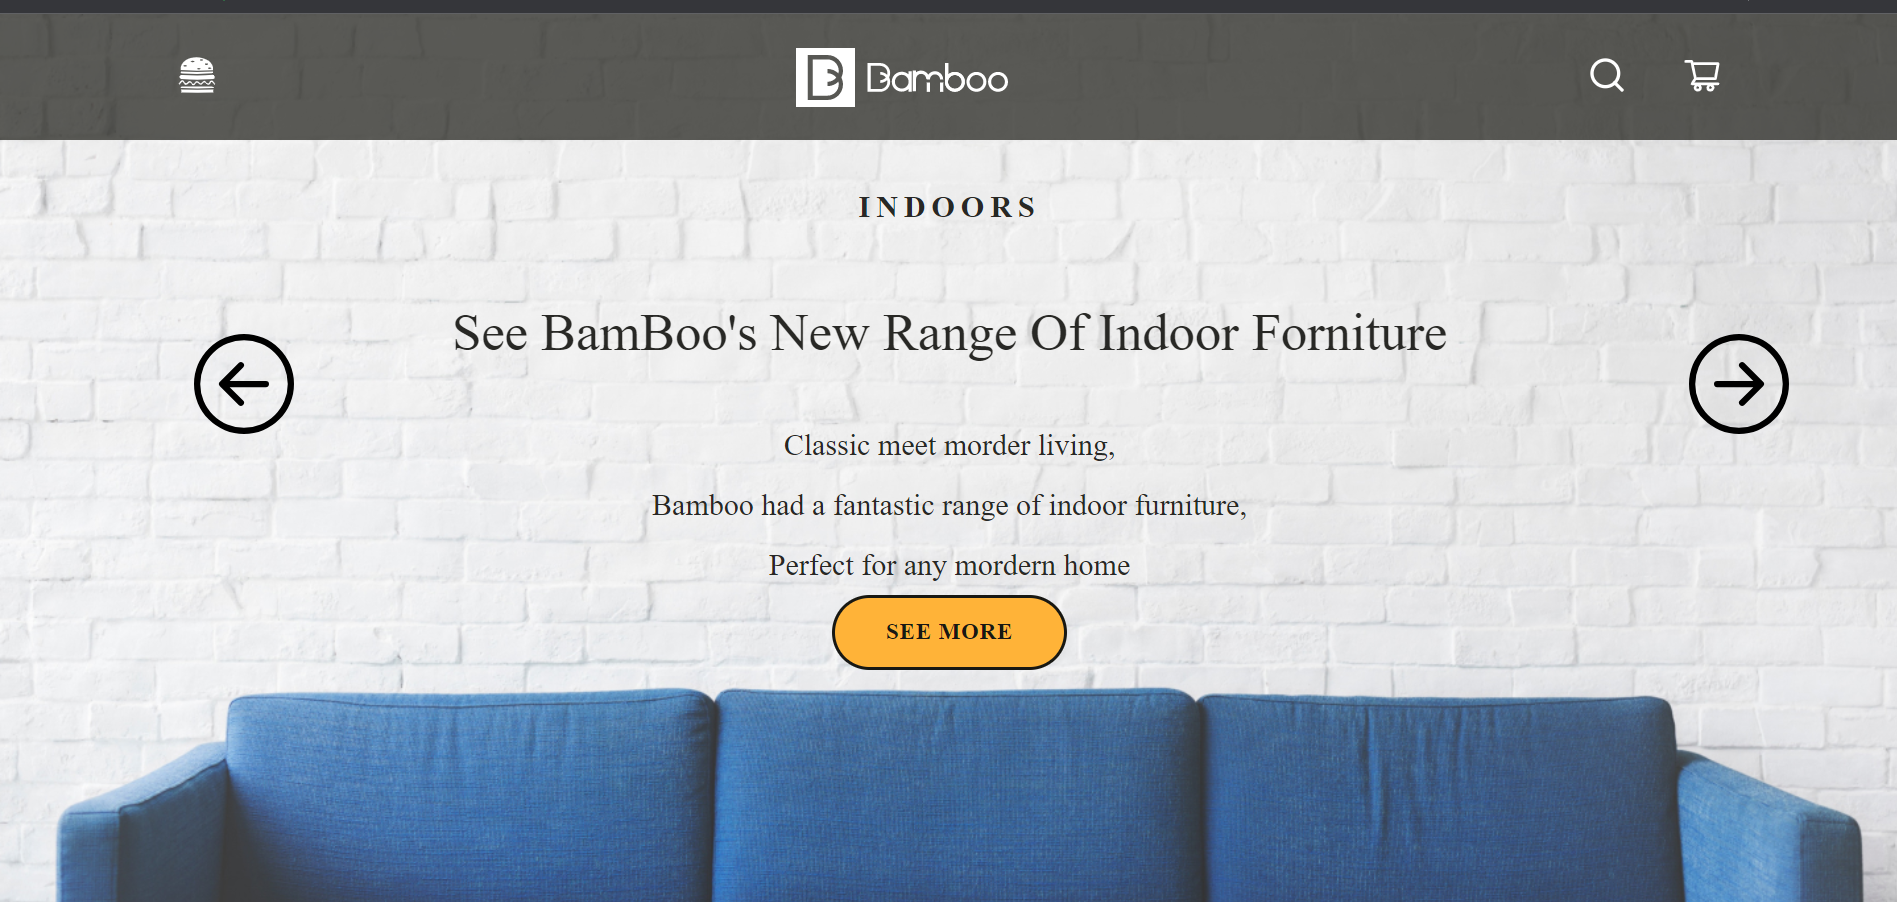 Bamboo
INDOORS
See BamBoo's New Range Of Indoor Forniture
Classic meet morder living,
Bamboo had a fantastic range of indoor furniture,
Perfect for any mordern home
SEE MORE